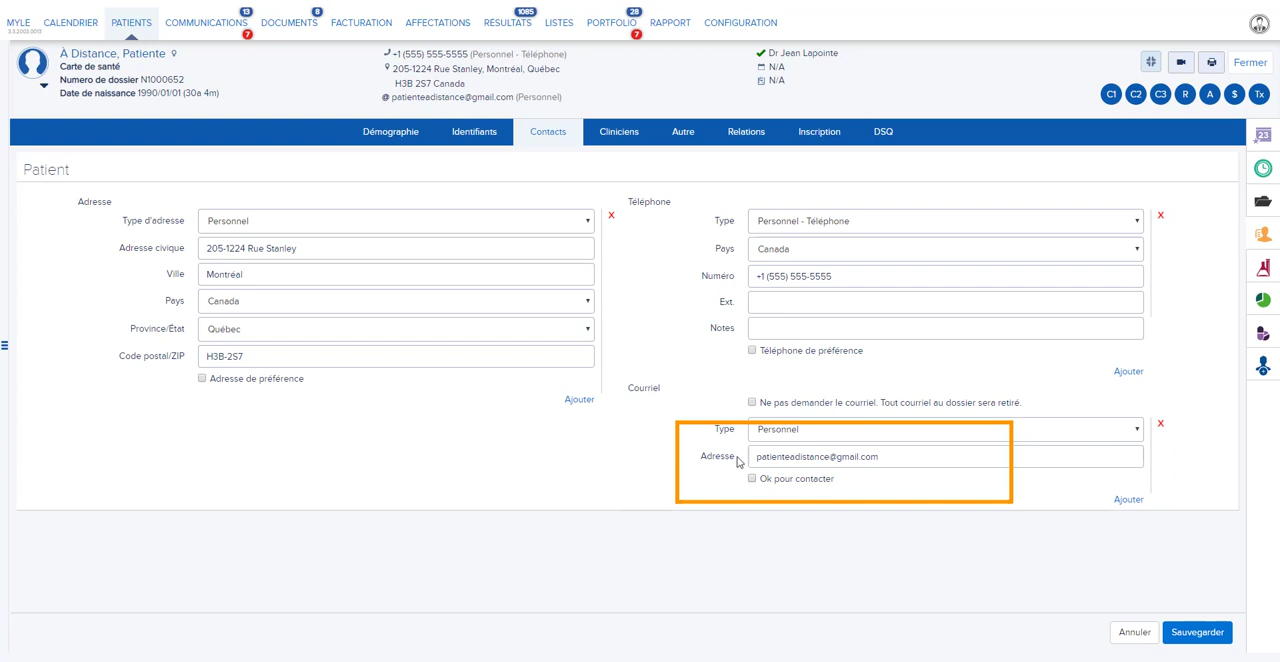 MYLE
3.5.2003.0013
CALENDRIER
PATIENTS
COMMUNICATIONS 13 7
DOCUMENTS 8
FACTURATION
AFFECTATIONS
RÉSULTATS 1085
LISTES
PORTFOLIO 28 7
RAPPORT
CONFIGURATION
À Distance, Patiente
Carte de santé
Numero de dossier N1000652
Date de naissance 1990/01/01 (30a 4m)
+1 (555) 555-5555 (Personnel - Téléphone)
205-1224 Rue Stanley, Montréal, Québec
H3B 2S7 Canada
@ patienteadistance@gmail.com (Personnel)
Dr Jean Lapointe
N/A
N/A
Fermer
C1 C2 C3 R A $ Tx
Démographie
Identifiants
Contacts
Cliniciens
Autre
Relations
Inscription
DSQ
23
Patient
Adresse
Type d'adresse Personnel X
Adresse civique 205-1224 Rue Stanley
Ville Montréal
Pays Canada
Province/État Québec
Code postal/ZIP H3B-2S7
Adresse de préférence
Ajouter
Téléphone
Type Personnel - Téléphone X
Pays Canada
Numéro +1 (555) 555-5555
Ext.
Notes
Téléphone de préférence
Ajouter
Courriel
Ne pas demander le courriel. Tout courriel au dossier sera retiré.
Type Personnel X
Adresse patienteadistance@gmail.com
Ok pour contacter
Ajouter
Annuler
Sauvegarder